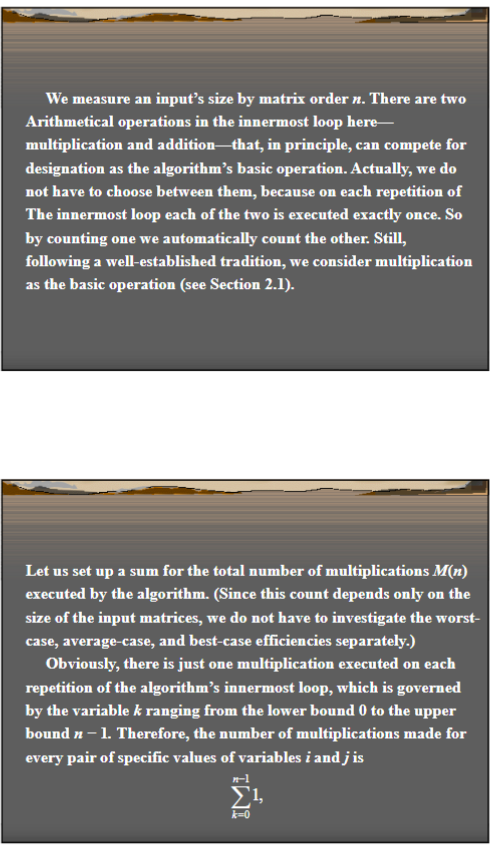 We measure an input's size by matrix order n. There are two
Arithmetical operations in the innermost loop here—
multiplication and addition—that, in principle, can compete for
designation as the algorithm's basic operation. Actually, we do
not have to choose between them, because on each repetition of
The innermost loop each of the two is executed exactly once. So
by counting one we automatically count the other. Still,
following a well-established tradition, we consider multiplication
as the basic operation (see Section 2.1).
Let us set up a sum for the total number of multiplications M(n)
executed by the algorithm. (Since this count depends only on the
size of the input matrices, we do not have to investigate the worst-
case, average-case, and best-case efficiencies separately.)
Obviously, there is just one multiplication executed on each
repetition of the algorithm's innermost loop, which is governed
by the variable k ranging from the lower bound 0 to the upper
bound n − 1. Therefore, the number of multiplications made for
every pair of specific values of variables i and j is
n−1
∑1,
k=0